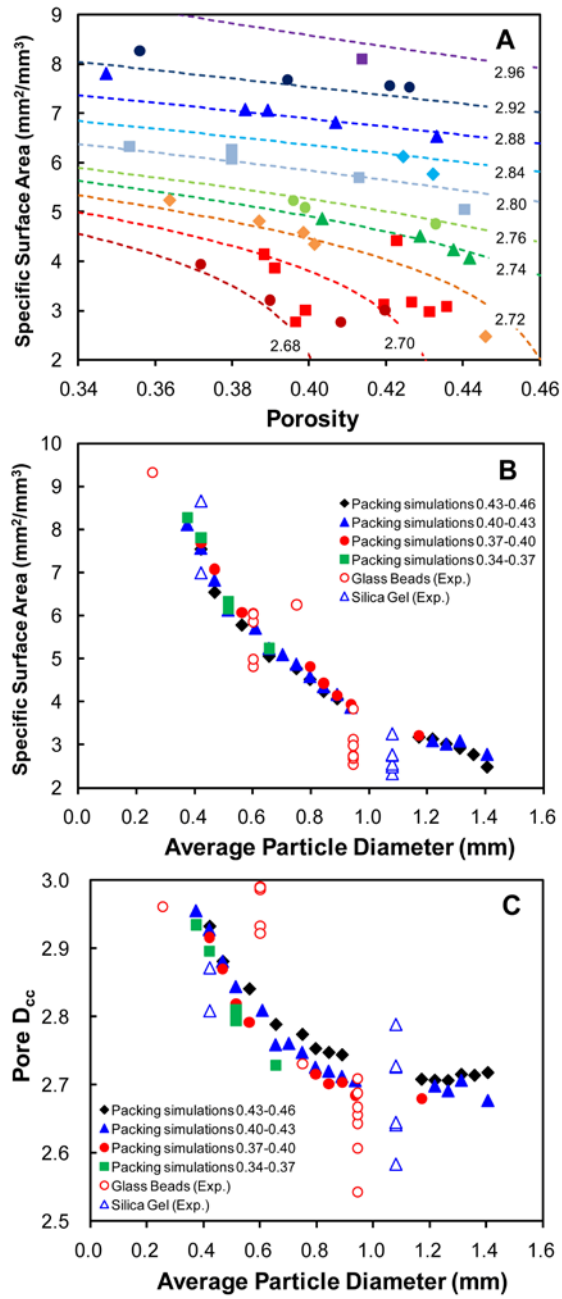 A
9
8
7
6
5
4
3
2
Specific Surface Area (mm²/mm³)
2.96
2.92
2.88
2.84
2.80
2.76
2.74
2.72
2.70
2.68
0.34 0.36 0.38 0.40 0.42 0.44 0.46
Porosity
B
10
9
8
7
6
5
4
3
2
Specific Surface Area (mm²/mm³)
Packing simulations 0.43-0.46
Packing simulations 0.40-0.43
Packing simulations 0.37-0.40
Packing simulations 0.34-0.37
Glass Beads (Exp.)
Silica Gel (Exp.)
0.0 0.2 0.4 0.6 0.8 1.0 1.2 1.4 1.6
Average Particle Diameter (mm)
C
3.0
2.9
2.8
2.7
2.6
2.5
Pore Dcc
Packing simulations 0.43-0.46
Packing simulations 0.40-0.43
Packing simulations 0.37-0.40
Packing simulations 0.34-0.37
Glass Beads (Exp.)
Silica Gel (Exp.)
0.0 0.2 0.4 0.6 0.8 1.0 1.2 1.4 1.6
Average Particle Diameter (mm)